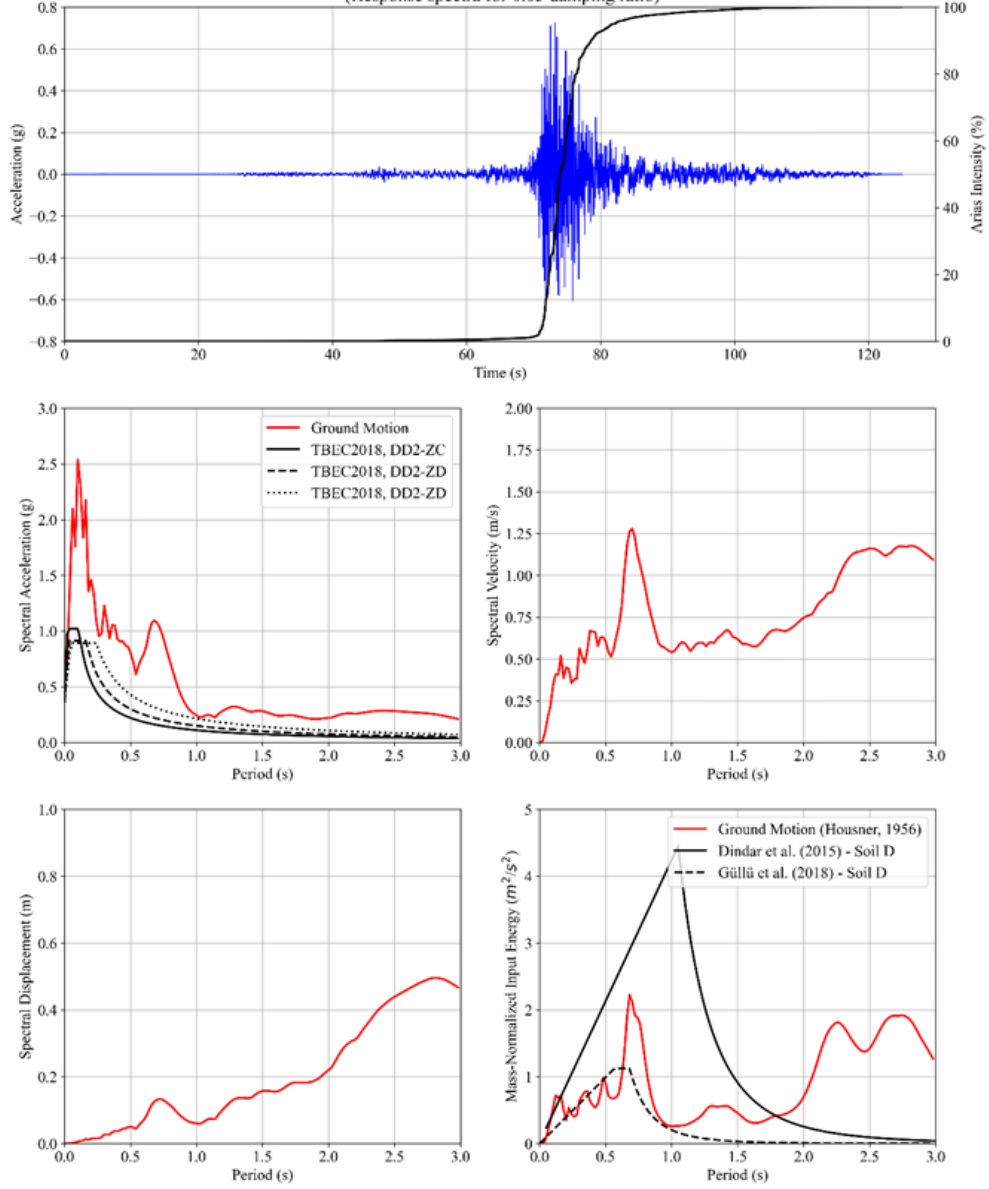 (Response spectra for 0.05 damping ratio)
0.8
0.6
0.4
0.2
0.0
−0.2
−0.4
−0.6
−0.8
Acceleration (g)
100
80
60
40
20
0
Arias Intensity (%)
0 20 40 60 80 100 120
Time (s)
3.0
2.5
2.0
1.5
1.0
0.5
0.0
Spectral Acceleration (g)
Ground Motion
TBEC2018, DD2-ZC
TBEC2018, DD2-ZD
TBEC2018, DD2-ZD
0.0 0.5 1.0 1.5 2.0 2.5 3.0
Period (s)
2.00
1.75
1.50
1.25
1.00
0.75
0.50
0.25
0.00
Spectral Velocity (m/s)
0.0 0.5 1.0 1.5 2.0 2.5 3.0
Period (s)
1.0
0.8
0.6
0.4
0.2
0.0
Spectral Displacement (m)
0.0 0.5 1.0 1.5 2.0 2.5 3.0
Period (s)
5
4
3
2
1
0
Mass-Normalized Input Energy (m²/s²)
Ground Motion (Housner, 1956)
Dindar et al. (2015) - Soil D
Güllü et al. (2018) - Soil D
0.0 0.5 1.0 1.5 2.0 2.5 3.0
Period (s)